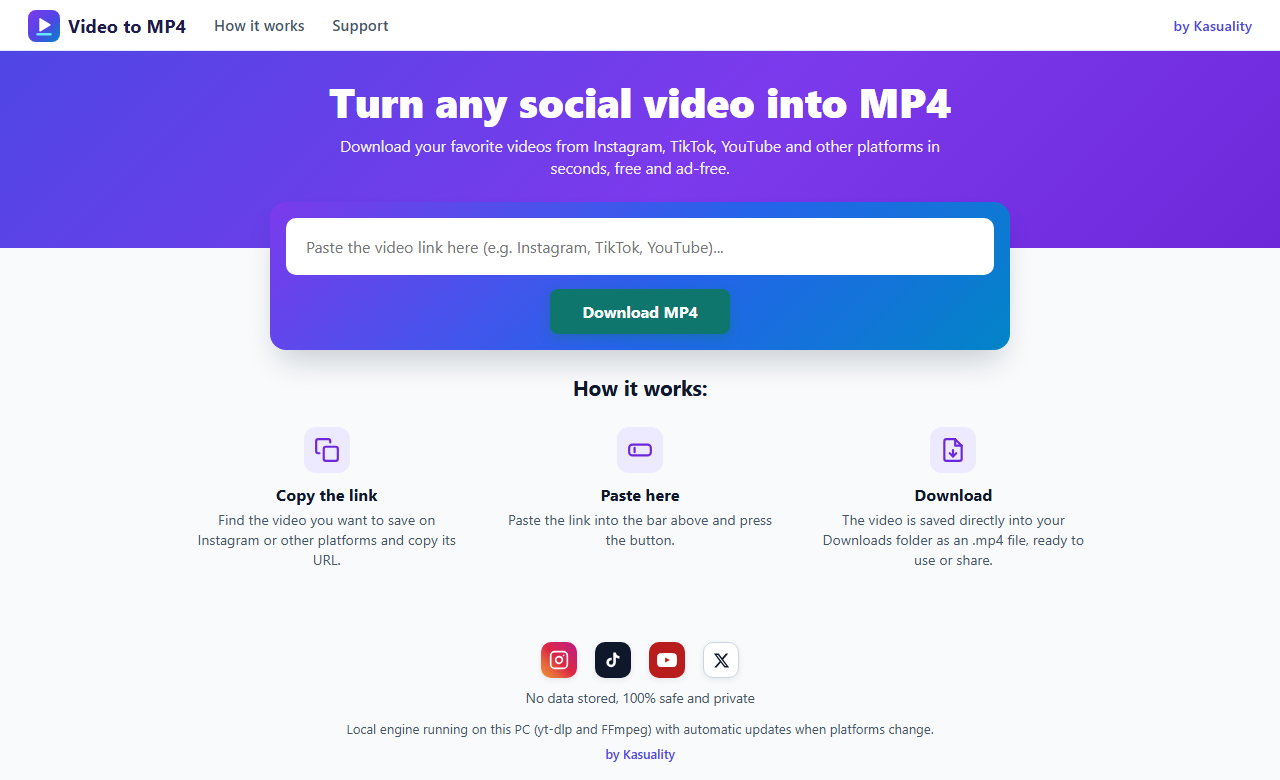 Video to MP4
How it works
Support
by Kasuality
Turn any social video into MP4
Download your favorite videos from Instagram, TikTok, YouTube and other platforms in
seconds, free and ad-free.
Paste the video link here (e.g. Instagram, TikTok, YouTube)...
Download MP4
How it works:
Copy the link
Find the video you want to save on
Instagram or other platforms and copy its
URL.
Paste here
Paste the link into the bar above and press
the button.
Download
The video is saved directly into your
Downloads folder as an .mp4 file, ready to
use or share.
No data stored, 100% safe and private
Local engine running on this PC (yt-dlp and FFmpeg) with automatic updates when platforms change.
by Kasuality